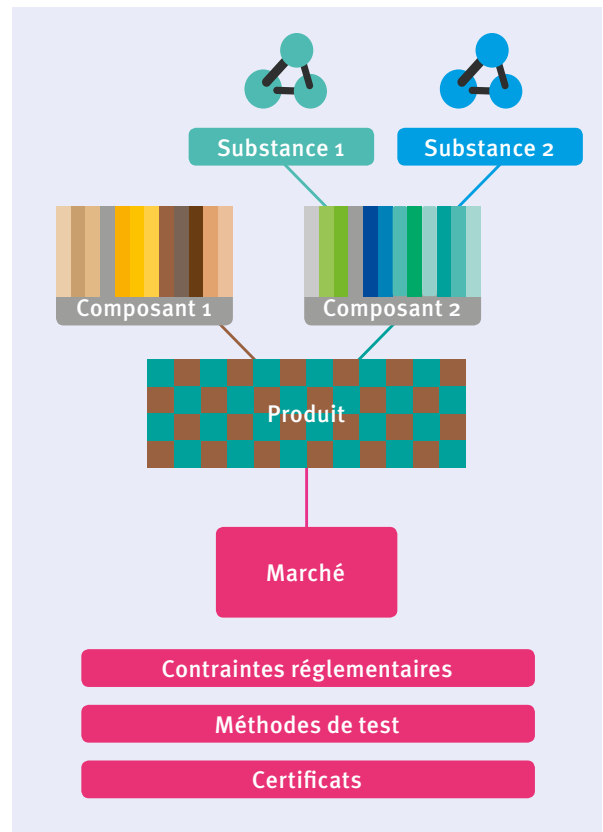 Substance 1
Substance 2
Composant 1
Composant 2
Produit
Marché
Contraintes réglementaires
Méthodes de test
Certificats